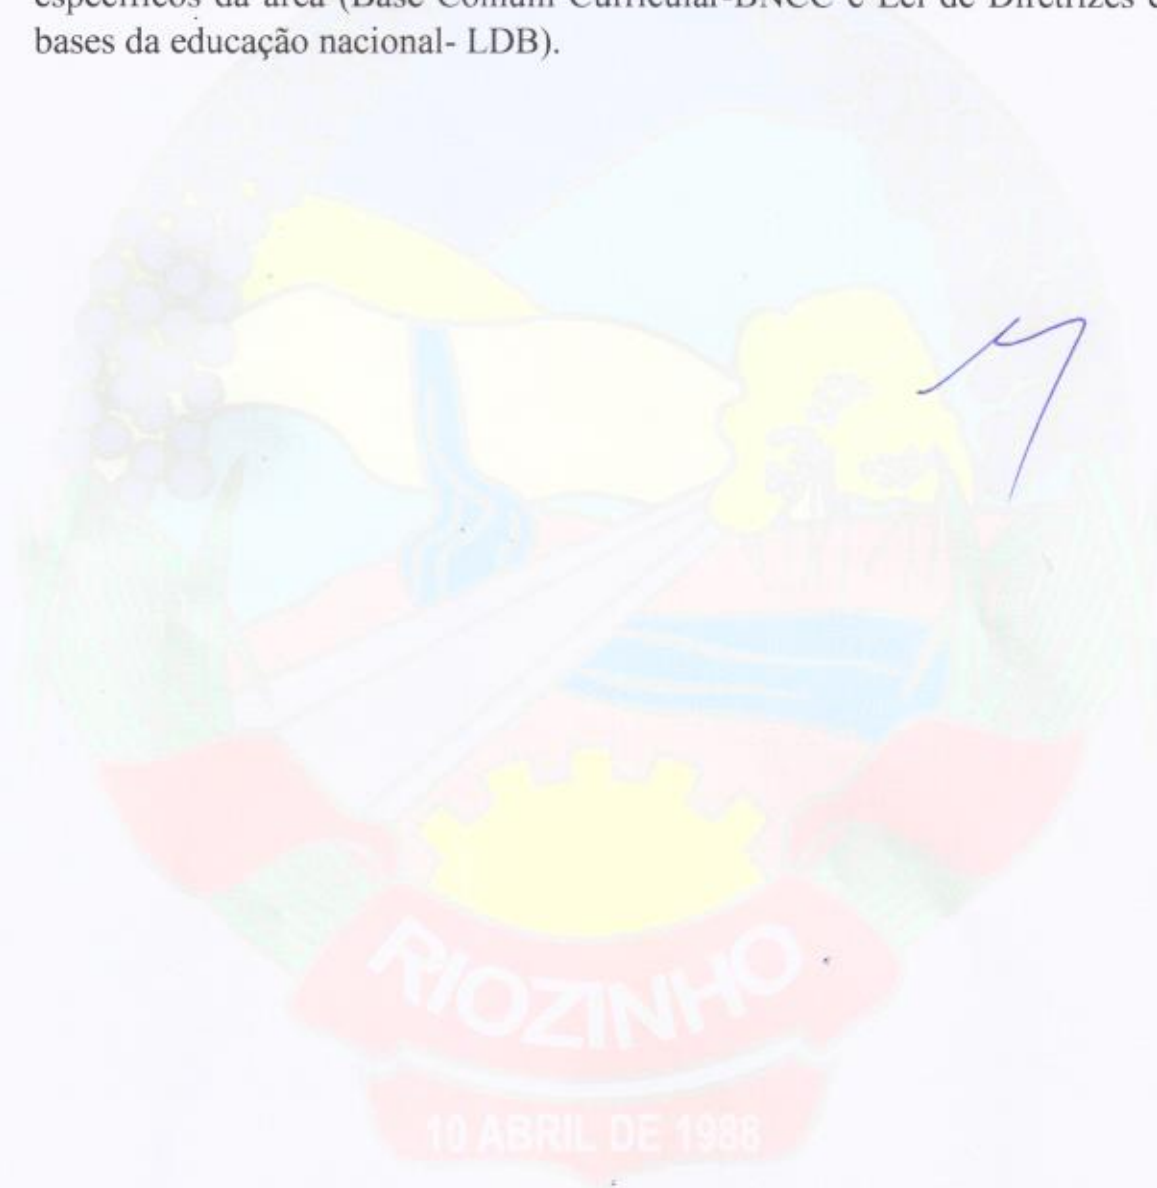 específicos da área (Base Comum Curricular-BNCC e Lei de Diretrizes e
bases da educação nacional- LDB).
RIOZINHO
10 ABRIL DE 1988